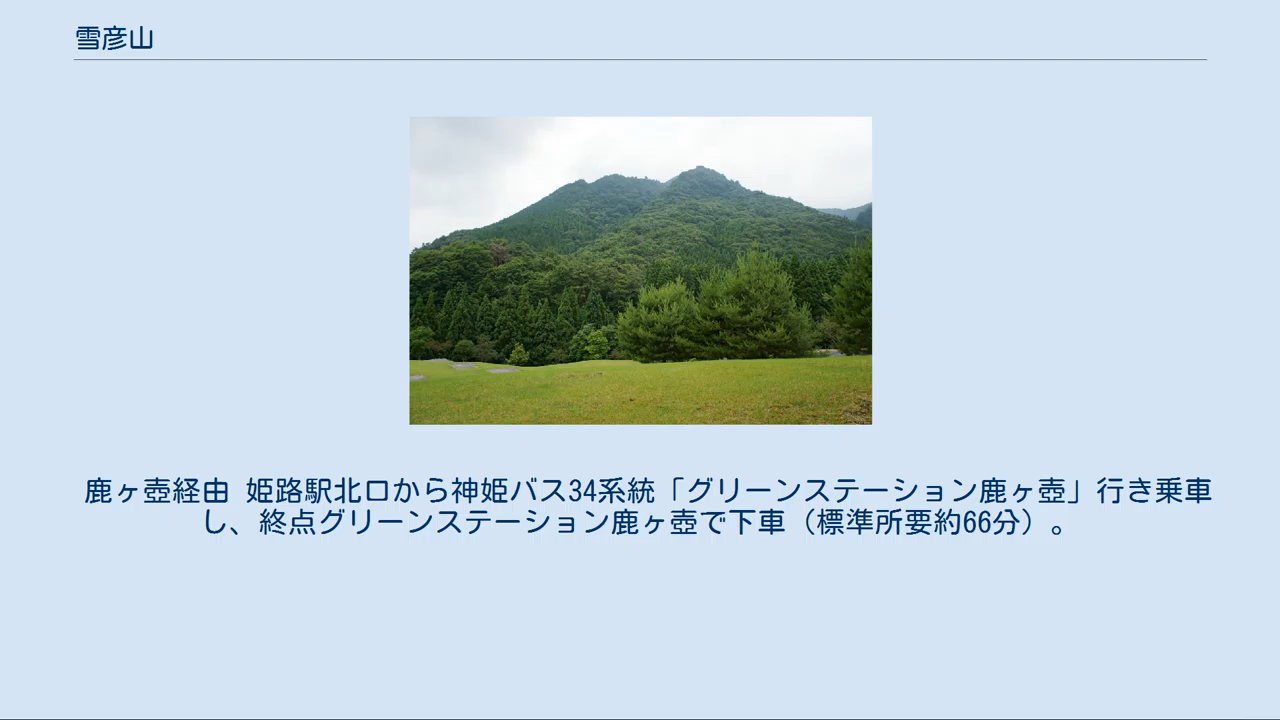 雪彦山
鹿ヶ壺経由 姫路駅北口から神姫バス34系統「グリーンステーション鹿ヶ壺」行き乗車
し、終点グリーンステーション鹿ヶ壺で下車（標準所要約66分）。